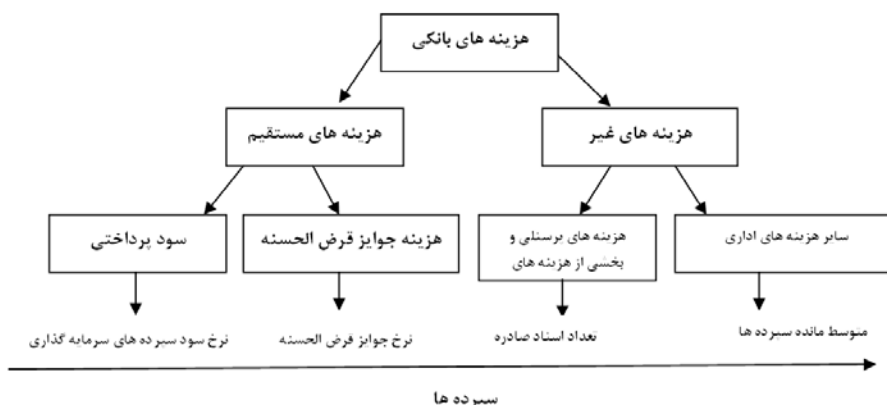 هزینه های بانکی
هزینه های غیر
هزینه های مستقیم
سایر هزینه های اداری
هزینه های پرسنلی و
بخشی از هزینه های
هزینه جوایز قرض الحسنه
سود پرداختی
متوسط مانده سپرده ها
تعداد اسناد صادره
نرخ جوایز قرض الحسنه
نرخ سود سپرده های سرمایه گذاری
سپرده ها